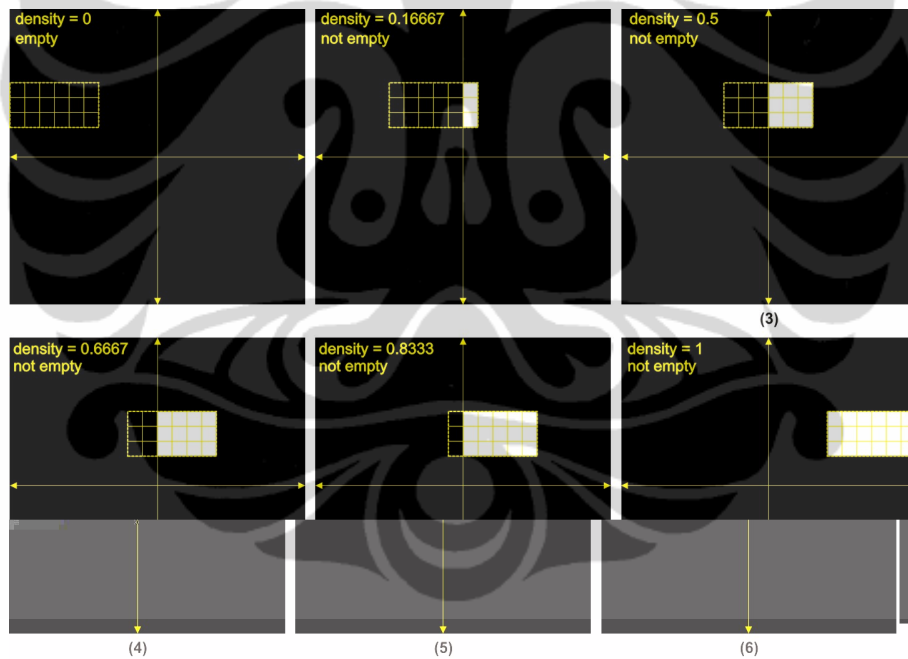 density = 0
empty
density = 0.16667
not empty
density = 0.5
not empty
(3)
density = 0.6667
not empty
density = 0.8333
not empty
density = 1
not empty
(4)
(5)
(6)